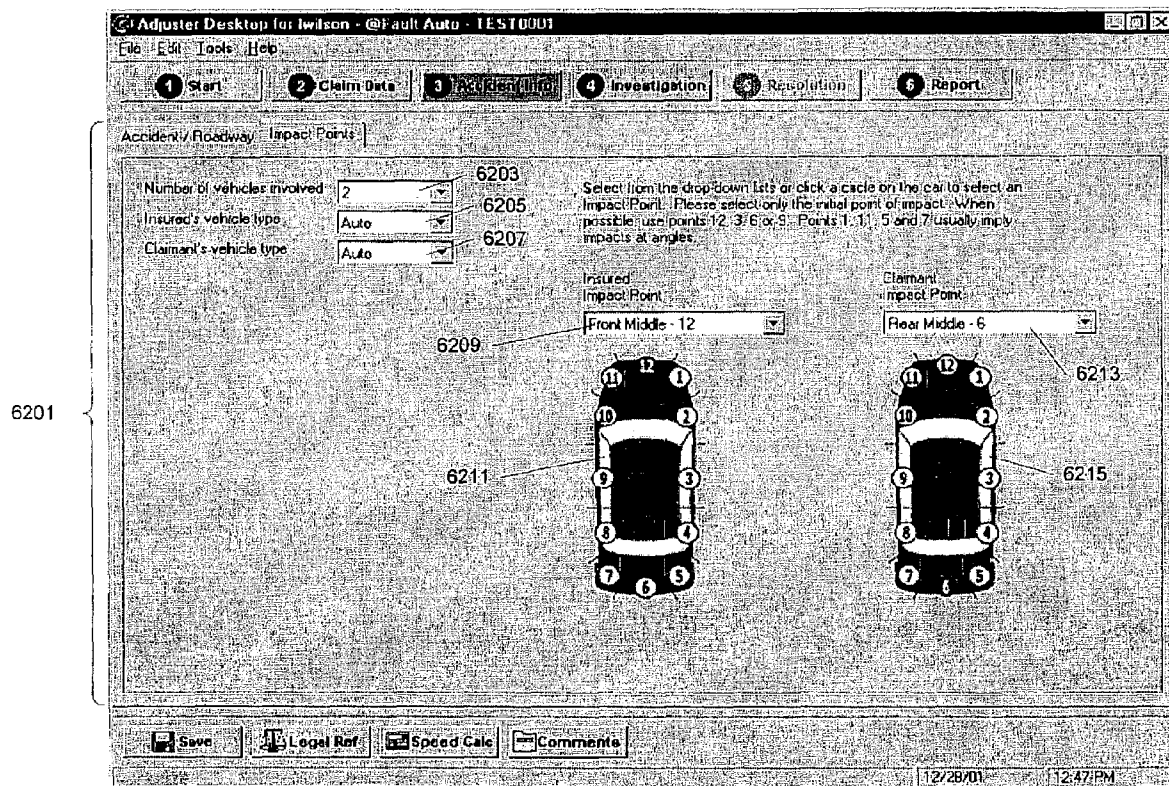 Adjuster Desktop for lwilson - @Fault Auto - TEST0001
File Edit Tools Help
1 Start 2 Claim Data 3 Accident Info 4 Investigation 5 Resolution 6 Report
Accident / Roadway Impact Points
Number of vehicles involved 2 6203
Insured's vehicle type Auto 6205
Claimant's vehicle type Auto 6207
Select from the drop-down lists or click a circle on the car to select an
Impact Point. Please select only the initial point of impact. When
possible, use points 12, 3, 6 or 9. Points 1, 11, 5 and 7 usually imply
impacts at angles.
Insured
Impact Point
Front Middle - 12
6209
Claimant
Impact Point
Rear Middle - 6
6213
6201
11 12 1
10 2
9 3
8 4
7 6 5
6211
11 12 1
10 2
9 3
8 4
7 6 5
6215
Save Legal Ref Speed Calc Comments
12/28/01 12:47 PM